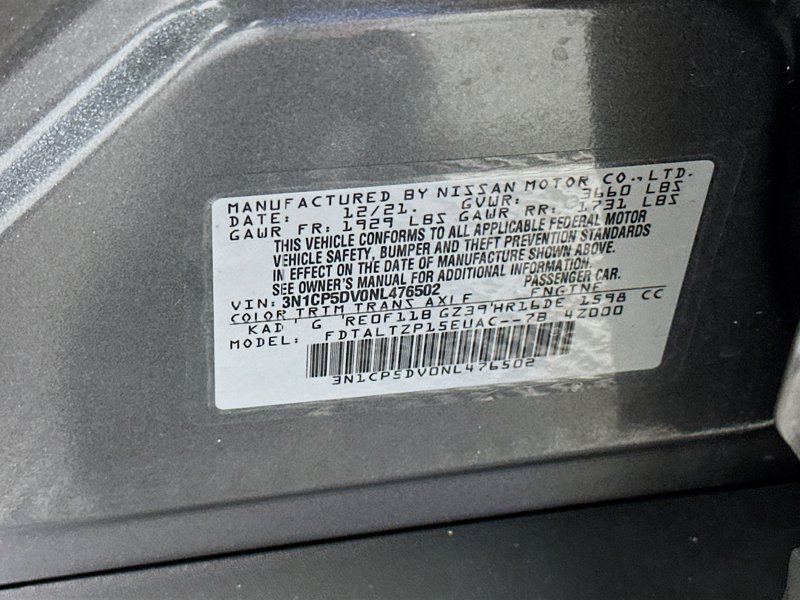 MANUFACTURED BY NISSAN MOTOR CO.,LTD.
DATE: 12/21. GVWR: 3660 LBS
GAWR FR: 1929 LBS GAWR RR: 1731 LBS
THIS VEHICLE CONFORMS TO ALL APPLICABLE FEDERAL MOTOR
VEHICLE SAFETY, BUMPER AND THEFT PREVENTION STANDARDS
IN EFFECT ON THE DATE OF MANUFACTURE SHOWN ABOVE.
SEE OWNER'S MANUAL FOR ADDITIONAL INFORMATION.
VIN: 3N1CP5DV0NL476502 PASSENGER CAR.
COLOR TRIM TRANS AXLE ENGINE
KAD G RE0F11B GZ39 HR16DE 1598 CC
MODEL: FDTALTZP15EUAC--7B 4Z000
3N1CP5DV0NL476502